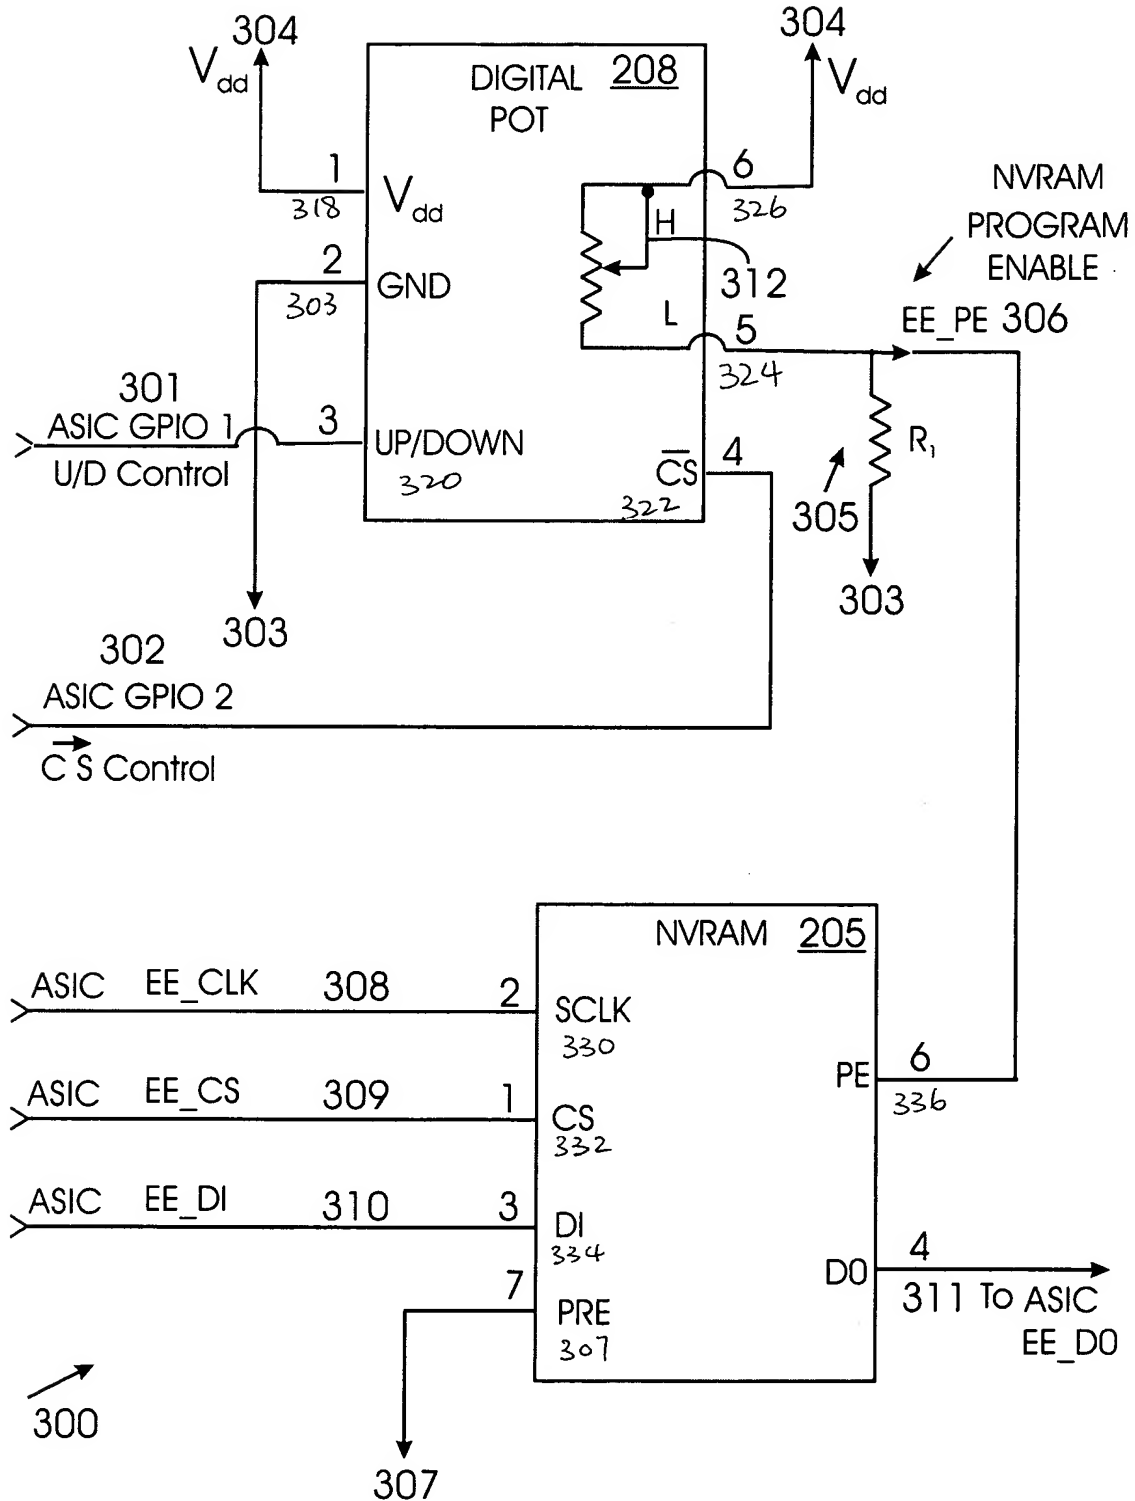 304
Vdd
304
Vdd
DIGITAL 208
POT
1
318
Vdd
6
326
H
312
NVRAM
PROGRAM
ENABLE
2
303
GND
L
5
324
EE_PE 306
301
ASIC GPIO 1
U/D Control
3
UP/DOWN
320
CS
322
4
R1
305
303
303
302
ASIC GPIO 2
C S Control
NVRAM 205
ASIC EE_CLK 308 2
SCLK
330
PE
6
336
ASIC EE_CS 309 1
CS
332
ASIC EE_DI 310 3
DI
334
7
PRE
307
D0
4
311 To ASIC
EE_D0
300
307